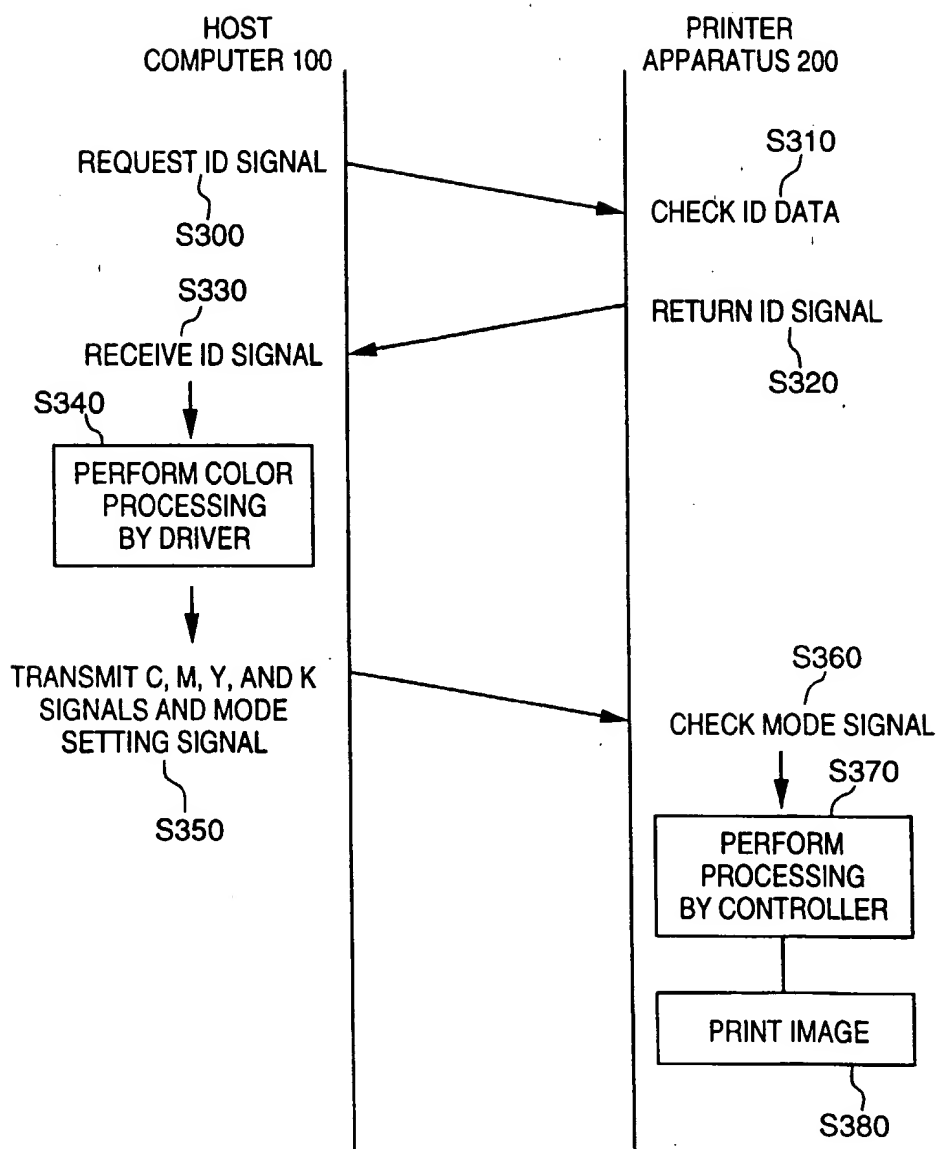 HOST
COMPUTER 100
PRINTER
APPARATUS 200
REQUEST ID SIGNAL
S300
S310
CHECK ID DATA
S330
RECEIVE ID SIGNAL
RETURN ID SIGNAL
S320
S340
PERFORM COLOR
PROCESSING
BY DRIVER
TRANSMIT C, M, Y, AND K
SIGNALS AND MODE
SETTING SIGNAL
S350
S360
CHECK MODE SIGNAL
S370
PERFORM
PROCESSING
BY CONTROLLER
PRINT IMAGE
S380